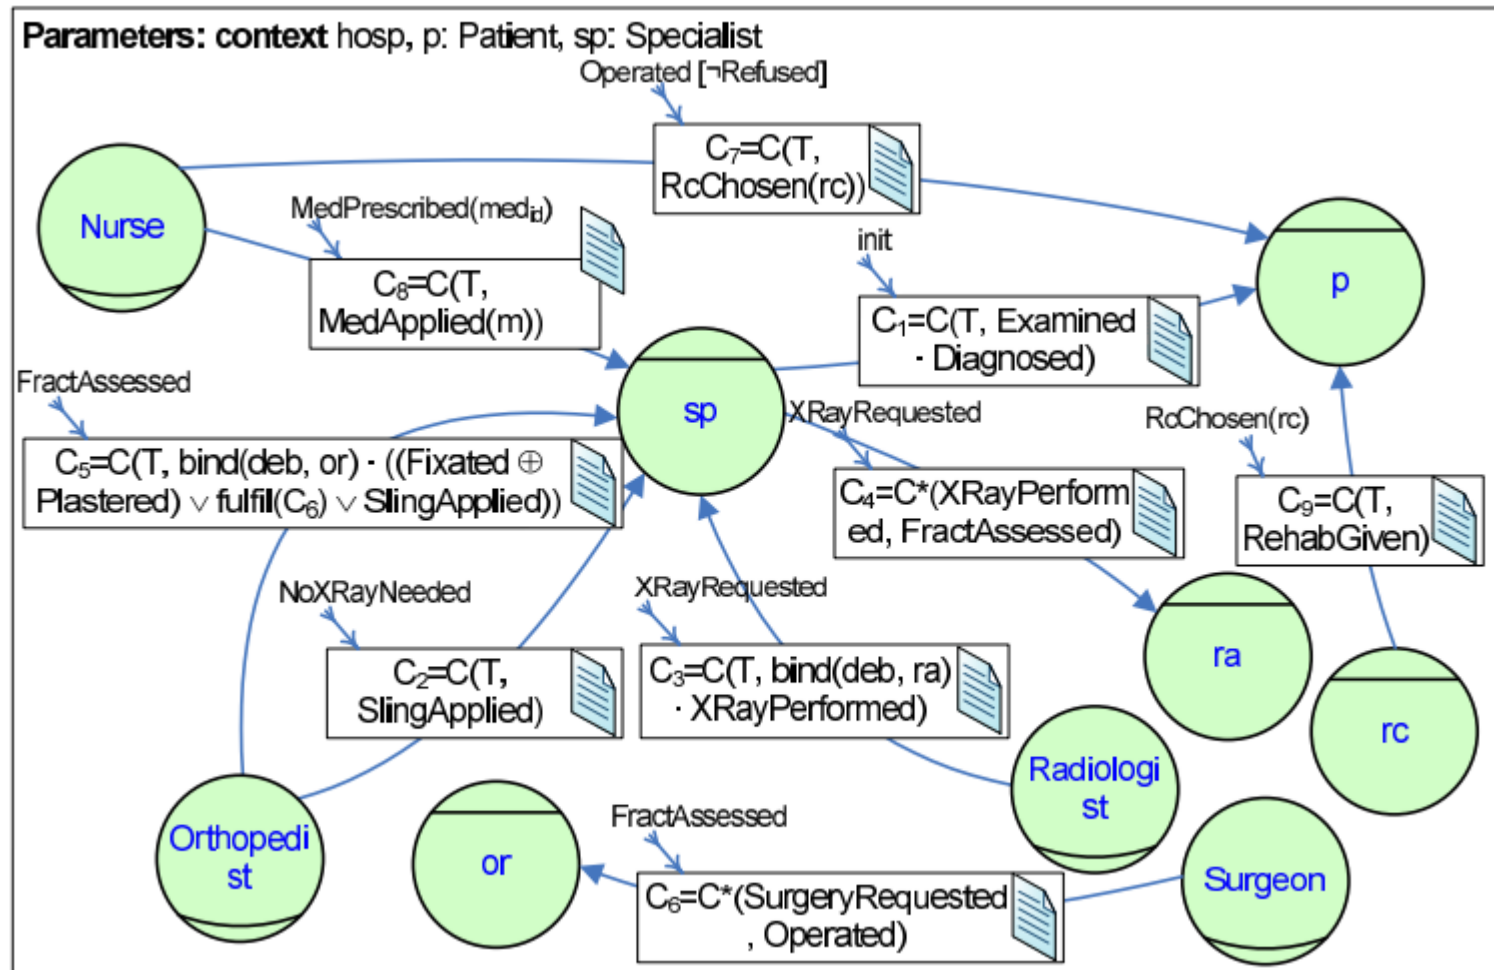 Parameters: context hosp, p: Patient, sp: Specialist
Operated [¬Refused]
C₇=C(T,
RcChosen(rc))
Nurse
MedPrescribed(medᵢd)
C₈=C(T,
MedApplied(m))
init
C₁=C(T, Examined
· Diagnosed)
p
FractAssessed
C₅=C(T, bind(deb, or) · ((Fixated ⊕
Plastered) ∨ fulfil(C₆) ∨ SlingApplied))
sp
XRayRequested
C₄=C*(XRayPerform
ed, FractAssessed)
RcChosen(rc)
C₉=C(T,
RehabGiven)
NoXRayNeeded
C₂=C(T,
SlingApplied)
XRayRequested
C₃=C(T, bind(deb, ra)
· XRayPerformed)
ra
rc
Radiologi
st
Orthopedi
st
or
FractAssessed
C₆=C*(SurgeryRequested
, Operated)
Surgeon